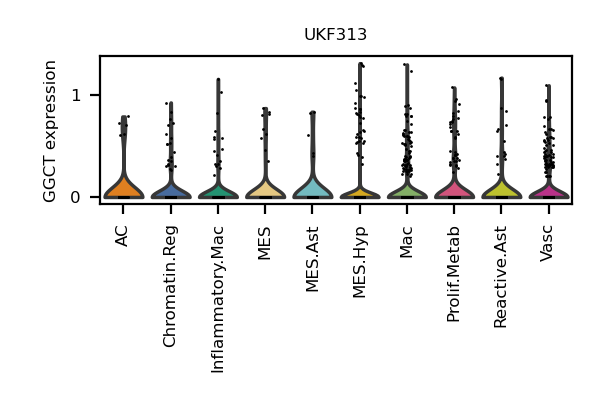 UKF313
GGCT expression
1
0
AC
Chromatin.Reg
Inflammatory.Mac
MES
MES.Ast
MES.Hyp
Mac
Prolif.Metab
Reactive.Ast
Vasc